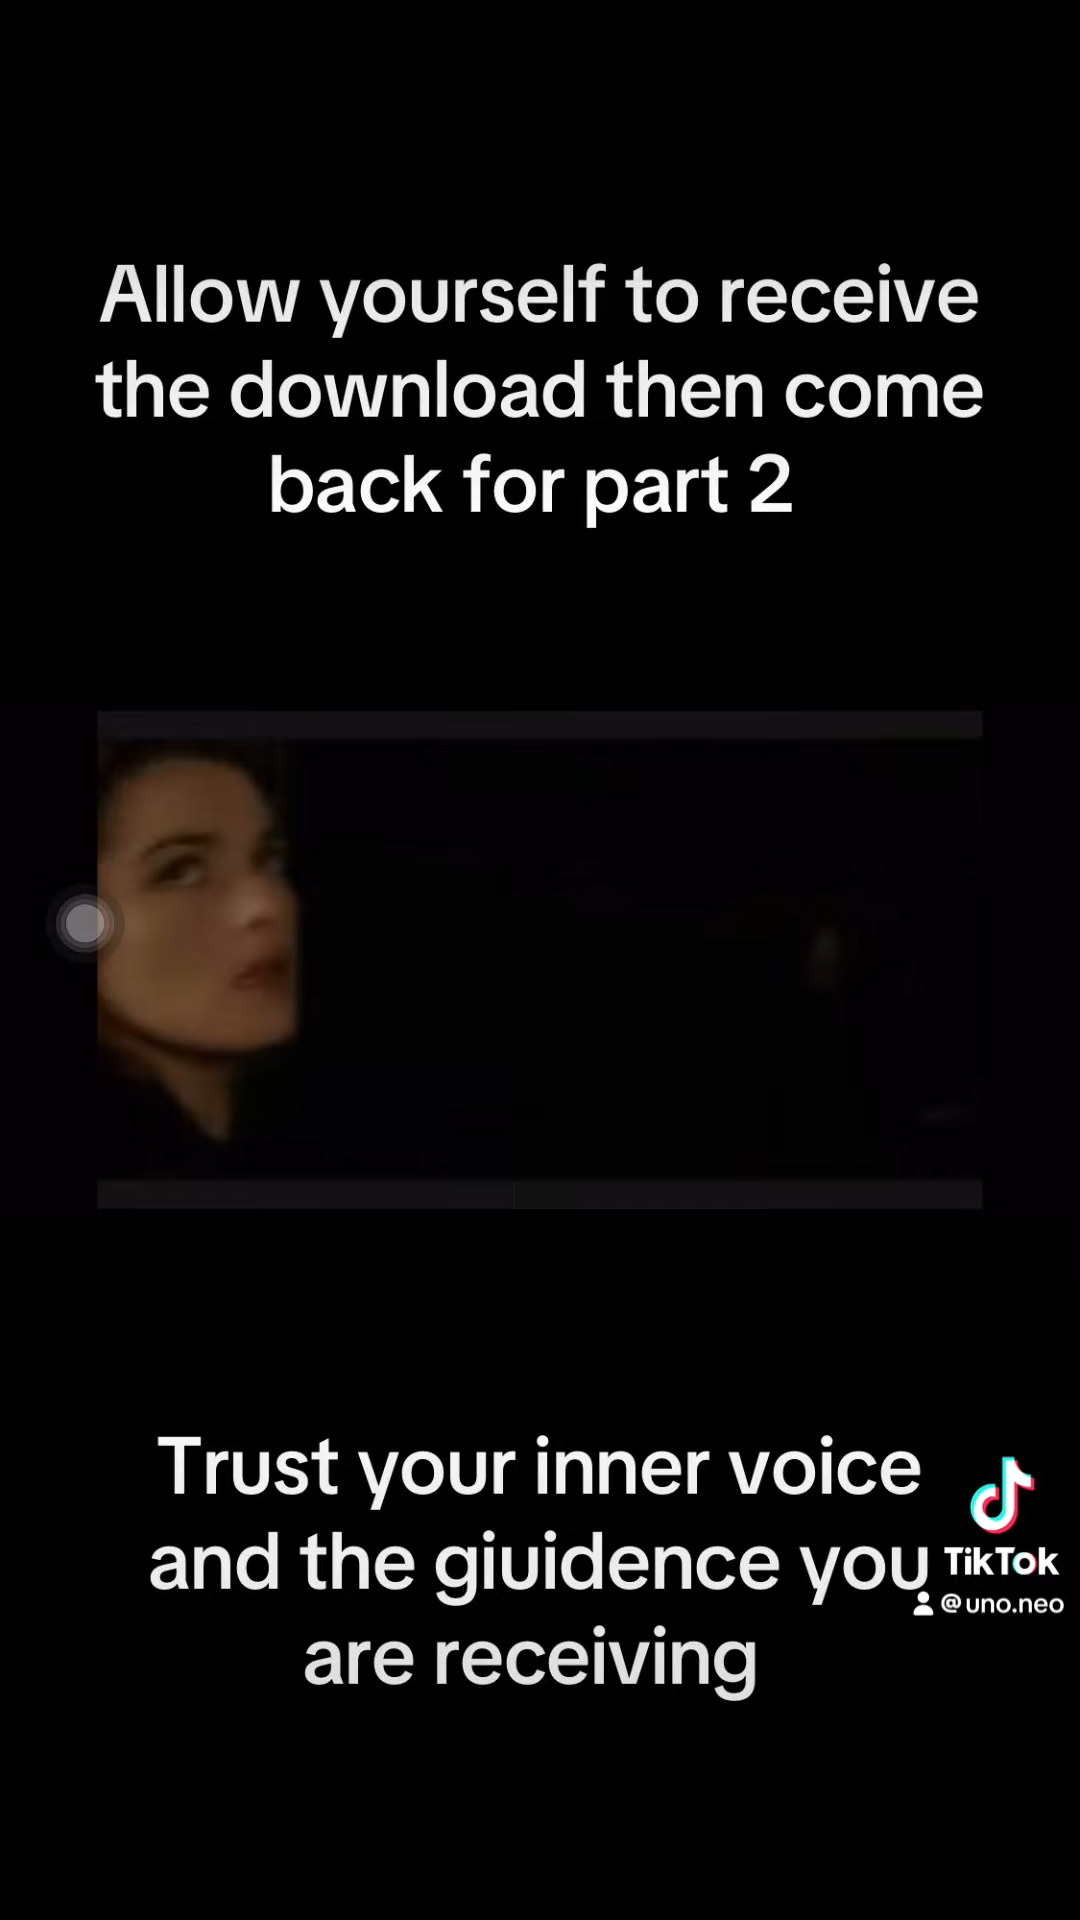 Allow yourself to receive
the download then come
back for part 2
Trust your inner voice
and the giuidence you
are receiving
TikTok
@uno.neo